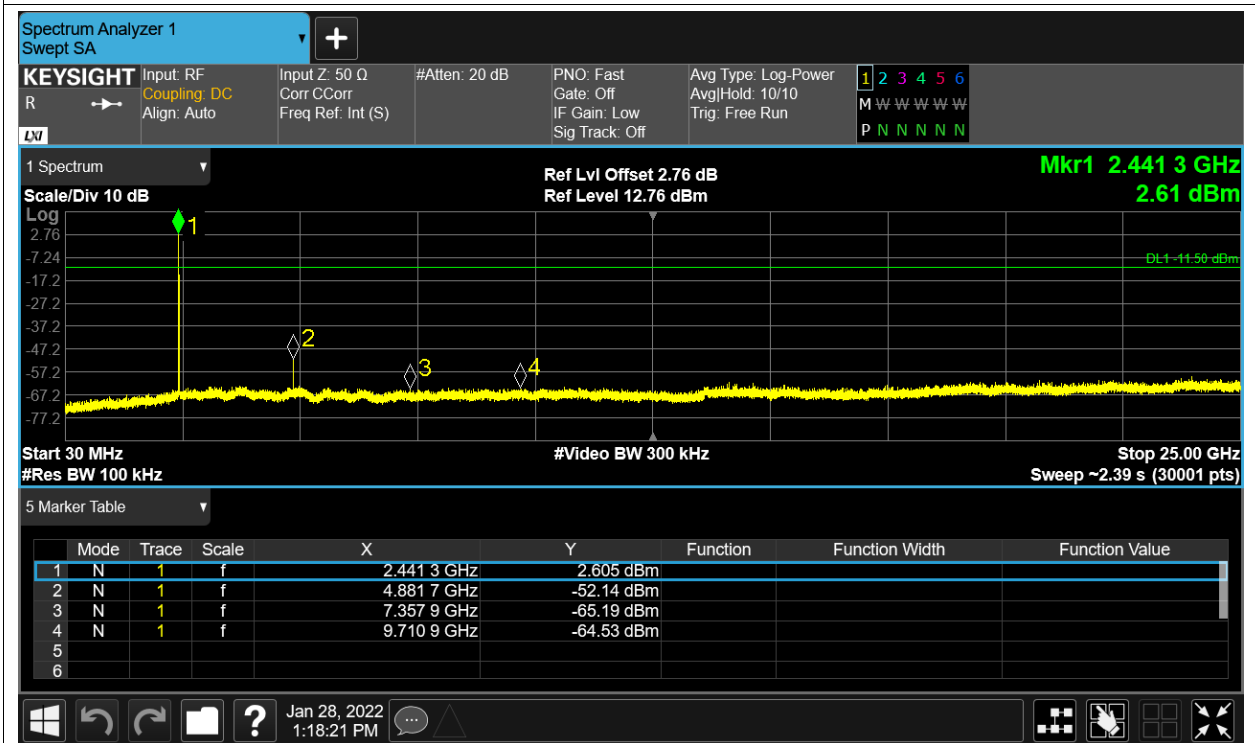 Spectrum Analyzer 1
Swept SA
KEYSIGHT Input: RF Input Z: 50 Ω #Atten: 20 dB PNO: Fast Avg Type: Log-Power 1 2 3 4 5 6
R Coupling: DC Corr CCorr Gate: Off Avg|Hold: 10/10 M W W W W W
Align: Auto Freq Ref: Int (S) IF Gain: Low Trig: Free Run
LXI Sig Track: Off P N N N N N
1 Spectrum Ref Lvl Offset 2.76 dB Mkr1 2.441 3 GHz
Scale/Div 10 dB Ref Level 12.76 dBm 2.61 dBm
Log
1
2.76
-7.24
DL1 -11.50 dBm
-17.2
-27.2
-37.2
2
-47.2
-57.2
3 4
-67.2
-77.2
Start 30 MHz #Video BW 300 kHz Stop 25.00 GHz
#Res BW 100 kHz Sweep ~2.39 s (30001 pts)
5 Marker Table
Mode Trace Scale X Y Function Function Width Function Value
1 N 1 f 2.441 3 GHz 2.605 dBm
2 N 1 f 4.881 7 GHz -52.14 dBm
3 N 1 f 7.357 9 GHz -65.19 dBm
4 N 1 f 9.710 9 GHz -64.53 dBm
5
6
? Jan 28, 2022
1:18:21 PM